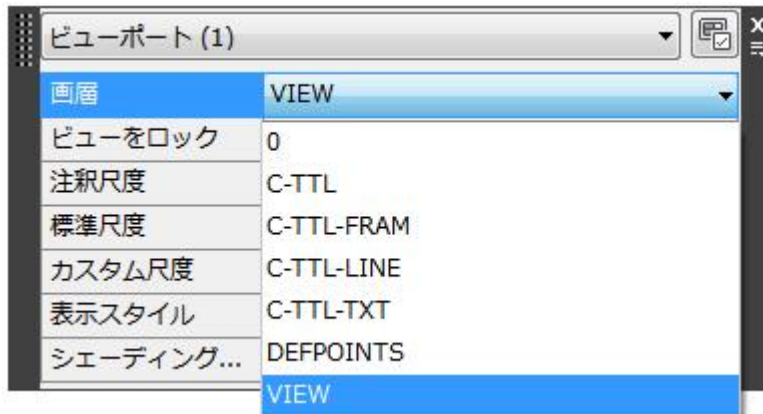 ビューポート (1)
画層 VIEW
ビューをロック 0
注釈尺度 C-TTL
標準尺度 C-TTL-FRAM
カスタム尺度 C-TTL-LINE
表示スタイル C-TTL-TXT
シェーディング... DEFPOINTS
VIEW